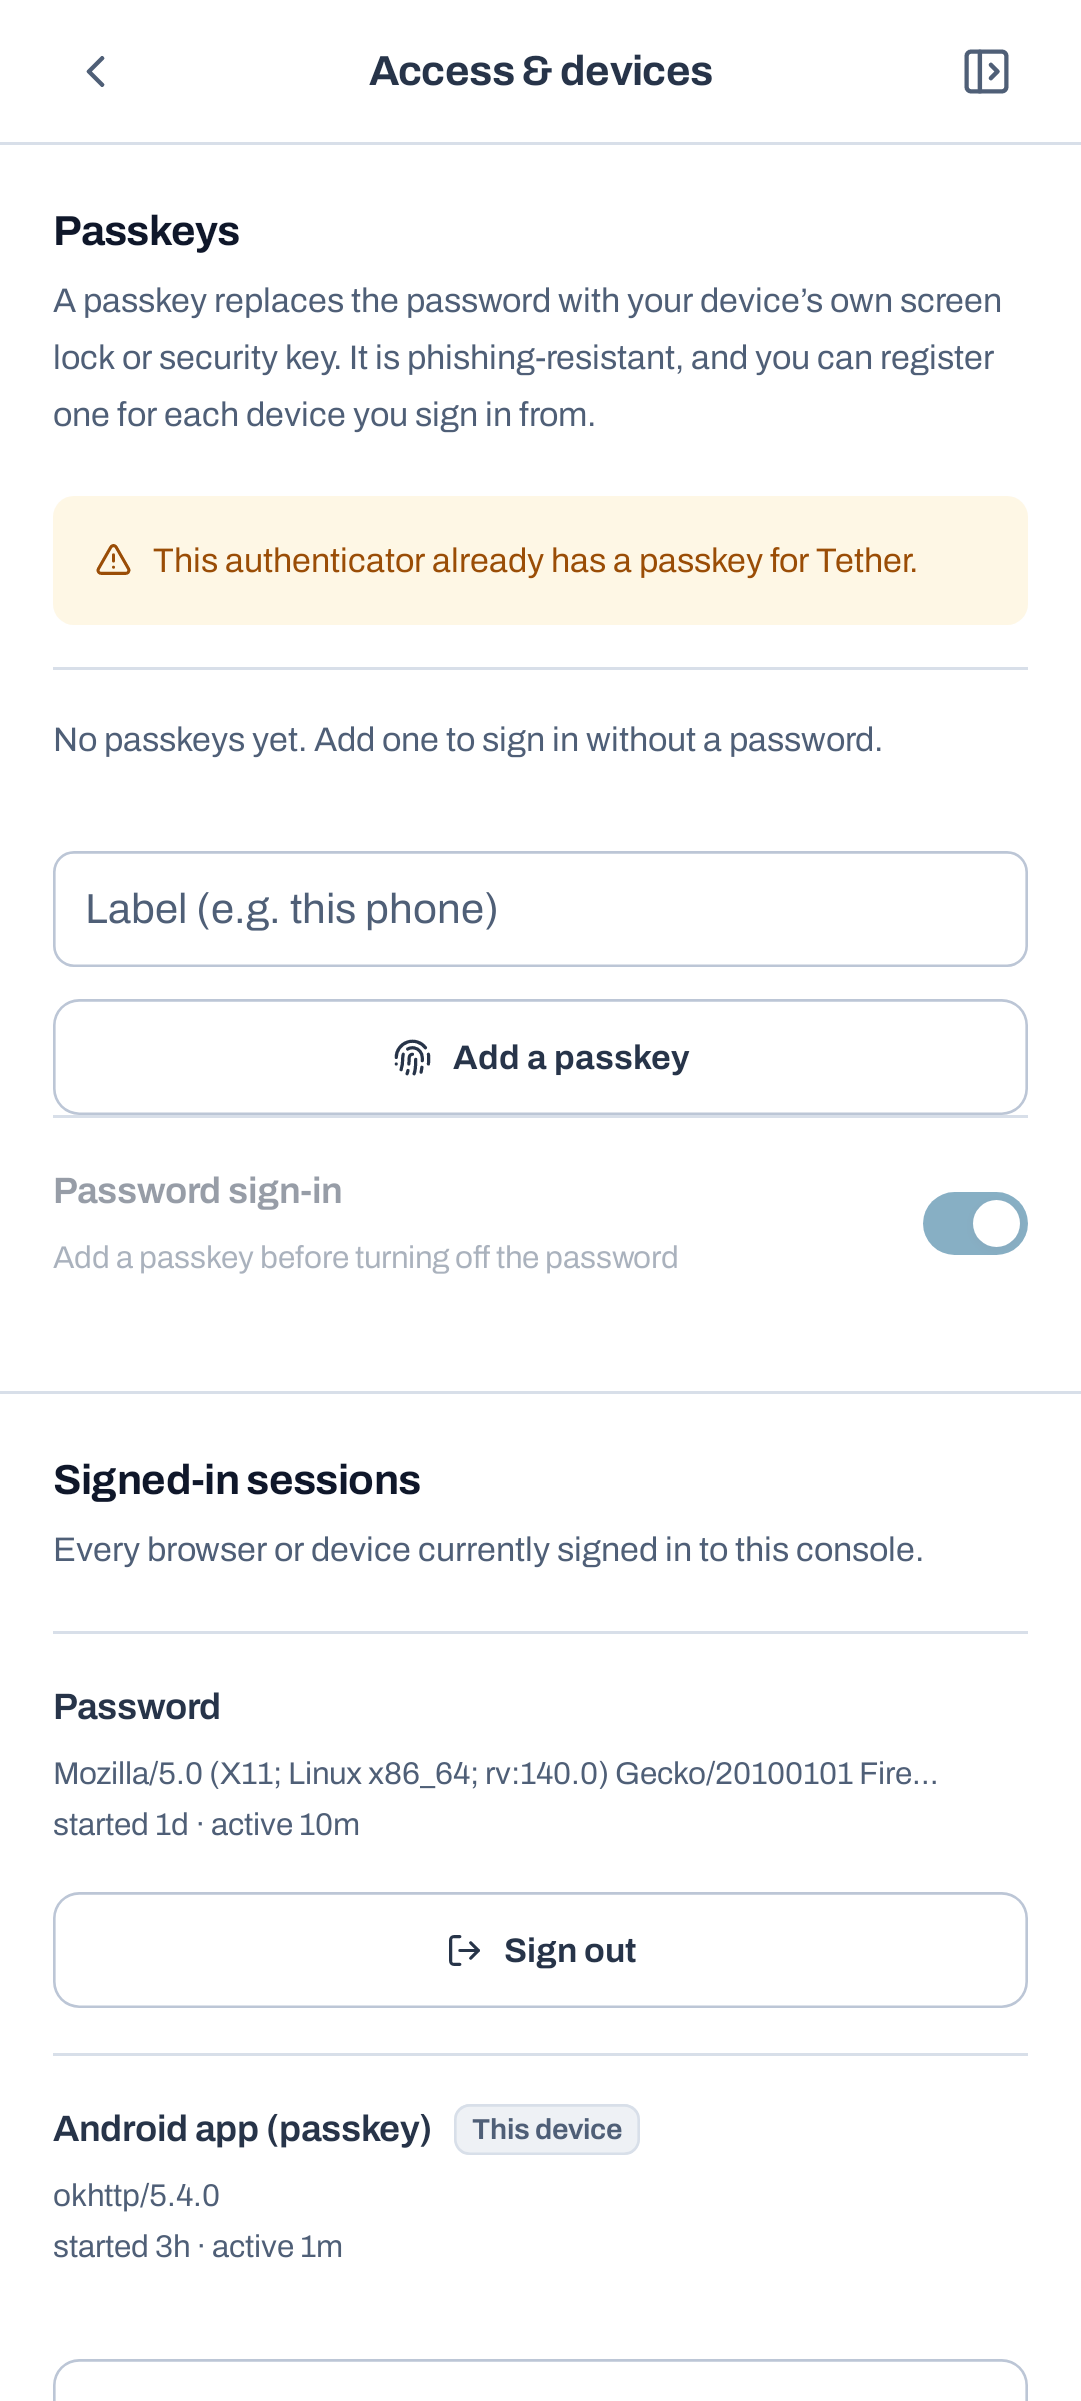 Access & devices
Passkeys
A passkey replaces the password with your device’s own screen
lock or security key. It is phishing-resistant, and you can register
one for each device you sign in from.
This authenticator already has a passkey for Tether.
No passkeys yet. Add one to sign in without a password.
Label (e.g. this phone)
Add a passkey
Password sign-in
Add a passkey before turning off the password
Signed-in sessions
Every browser or device currently signed in to this console.
Password
Mozilla/5.0 (X11; Linux x86_64; rv:140.0) Gecko/20100101 Fire…
started 1d · active 10m
Sign out
Android app (passkey) This device
okhttp/5.4.0
started 3h · active 1m